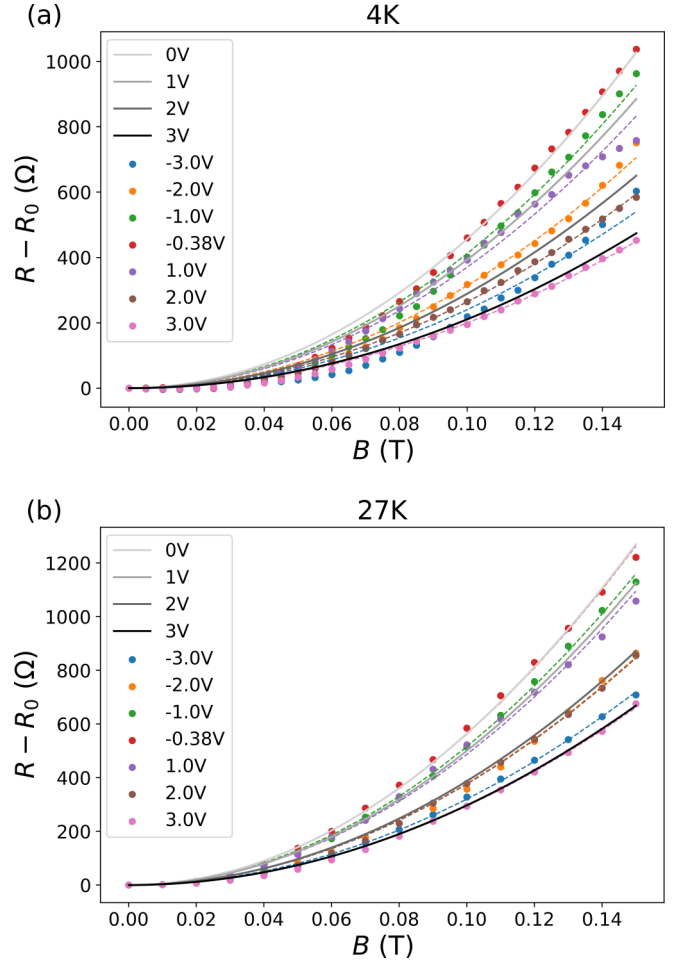 (a)
4K
1000
800
600
400
200
0
R − R₀ (Ω)
0V
1V
2V
3V
-3.0V
-2.0V
-1.0V
-0.38V
1.0V
2.0V
3.0V
0.00 0.02 0.04 0.06 0.08 0.10 0.12 0.14
B (T)
(b)
27K
1200
1000
800
600
400
200
0
R − R₀ (Ω)
0V
1V
2V
3V
-3.0V
-2.0V
-1.0V
-0.38V
1.0V
2.0V
3.0V
0.00 0.02 0.04 0.06 0.08 0.10 0.12 0.14
B (T)